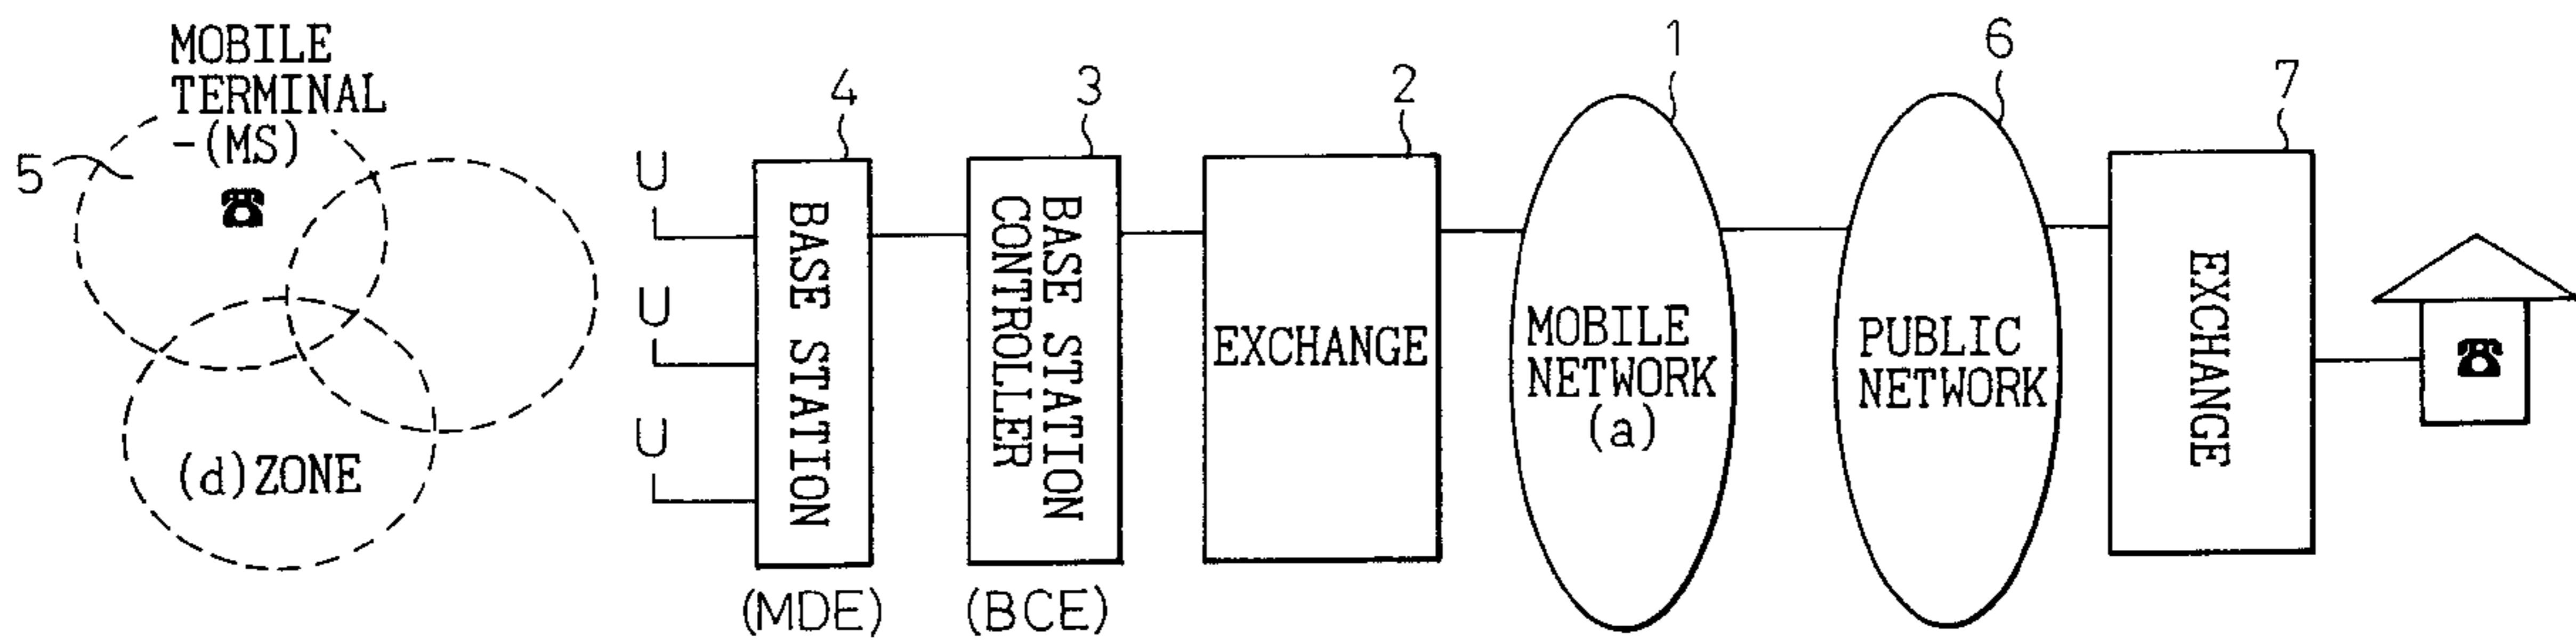 MOBILE
TERMINAL
-(MS)
5
(d)ZONE
U
U
U
4
BASE STATION
(MDE)
3
BASE STATION
CONTROLLER
(BCE)
2
EXCHANGE
1
MOBILE
NETWORK
(a)
6
PUBLIC
NETWORK
7
EXCHANGE